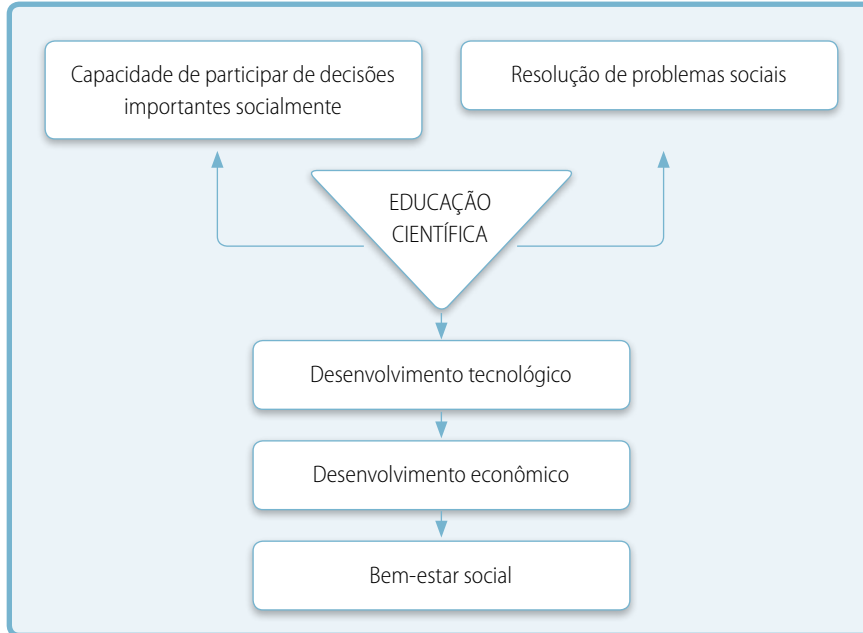 Capacidade de participar de decisões
importantes socialmente
Resolução de problemas sociais
EDUCAÇÃO
CIENTÍFICA
Desenvolvimento tecnológico
Desenvolvimento econômico
Bem-estar social